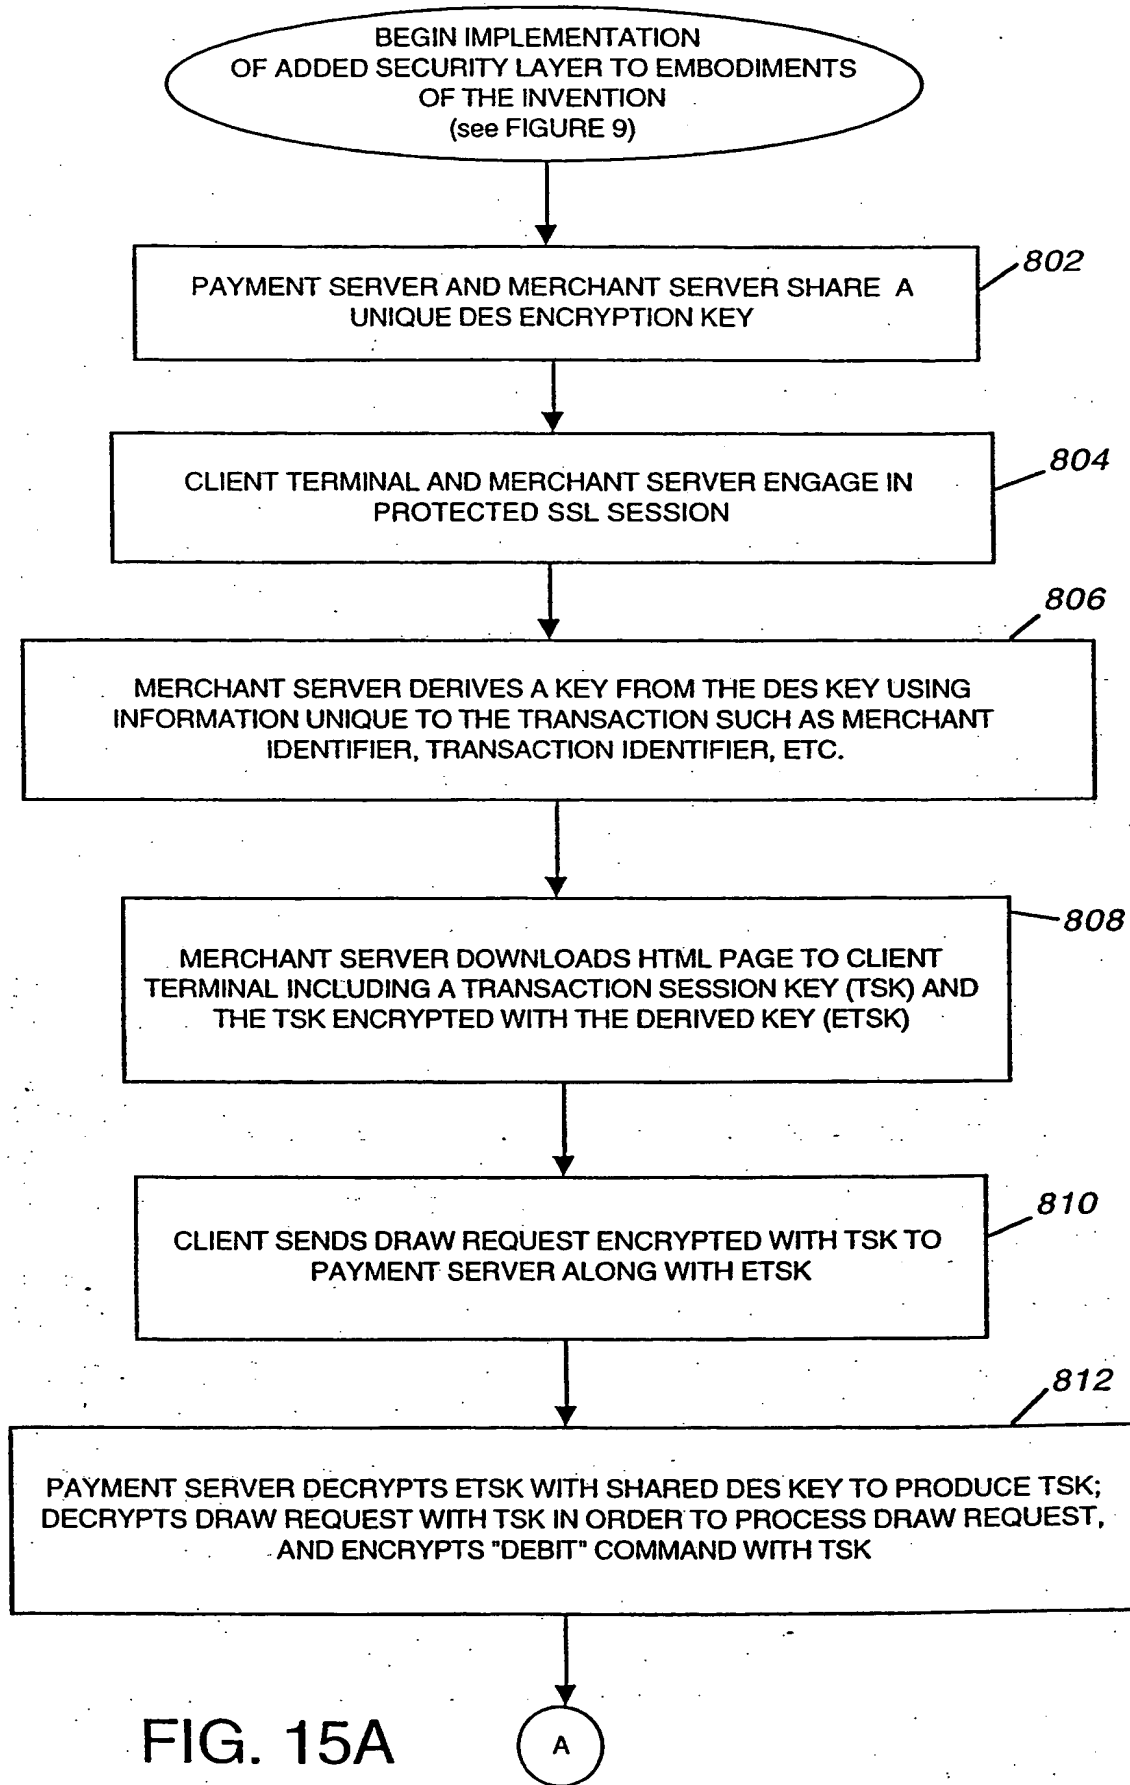 BEGIN IMPLEMENTATION
OF ADDED SECURITY LAYER TO EMBODIMENTS
OF THE INVENTION
(see FIGURE 9)
802
PAYMENT SERVER AND MERCHANT SERVER SHARE A
UNIQUE DES ENCRYPTION KEY
804
CLIENT TERMINAL AND MERCHANT SERVER ENGAGE IN
PROTECTED SSL SESSION
806
MERCHANT SERVER DERIVES A KEY FROM THE DES KEY USING
INFORMATION UNIQUE TO THE TRANSACTION SUCH AS MERCHANT
IDENTIFIER, TRANSACTION IDENTIFIER, ETC.
808
MERCHANT SERVER DOWNLOADS HTML PAGE TO CLIENT
TERMINAL INCLUDING A TRANSACTION SESSION KEY (TSK) AND
THE TSK ENCRYPTED WITH THE DERIVED KEY (ETSK)
810
CLIENT SENDS DRAW REQUEST ENCRYPTED WITH TSK TO
PAYMENT SERVER ALONG WITH ETSK
812
PAYMENT SERVER DECRYPTS ETSK WITH SHARED DES KEY TO PRODUCE TSK;
DECRYPTS DRAW REQUEST WITH TSK IN ORDER TO PROCESS DRAW REQUEST,
AND ENCRYPTS "DEBIT" COMMAND WITH TSK
FIG. 15A
A